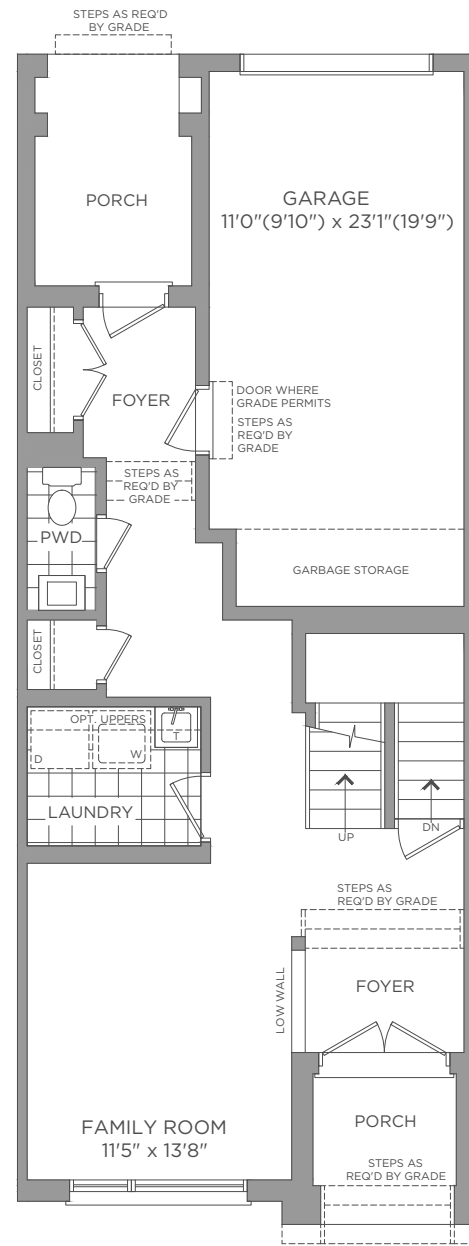 STEPS AS REQ'D
BY GRADE
PORCH
GARAGE
11'0"(9'10") x 23'1"(19'9")
CLOSET
FOYER
DOOR WHERE
GRADE PERMITS
STEPS AS
REQ'D BY
GRADE
STEPS AS
REQ'D BY
GRADE
PWD
GARBAGE STORAGE
CLOSET
OPT. UPPERS
T
D
W
LAUNDRY
UP
DN
STEPS AS
REQ'D BY GRADE
LOW WALL
FOYER
FAMILY ROOM
11'5" x 13'8"
PORCH
STEPS AS
REQ'D BY GRADE